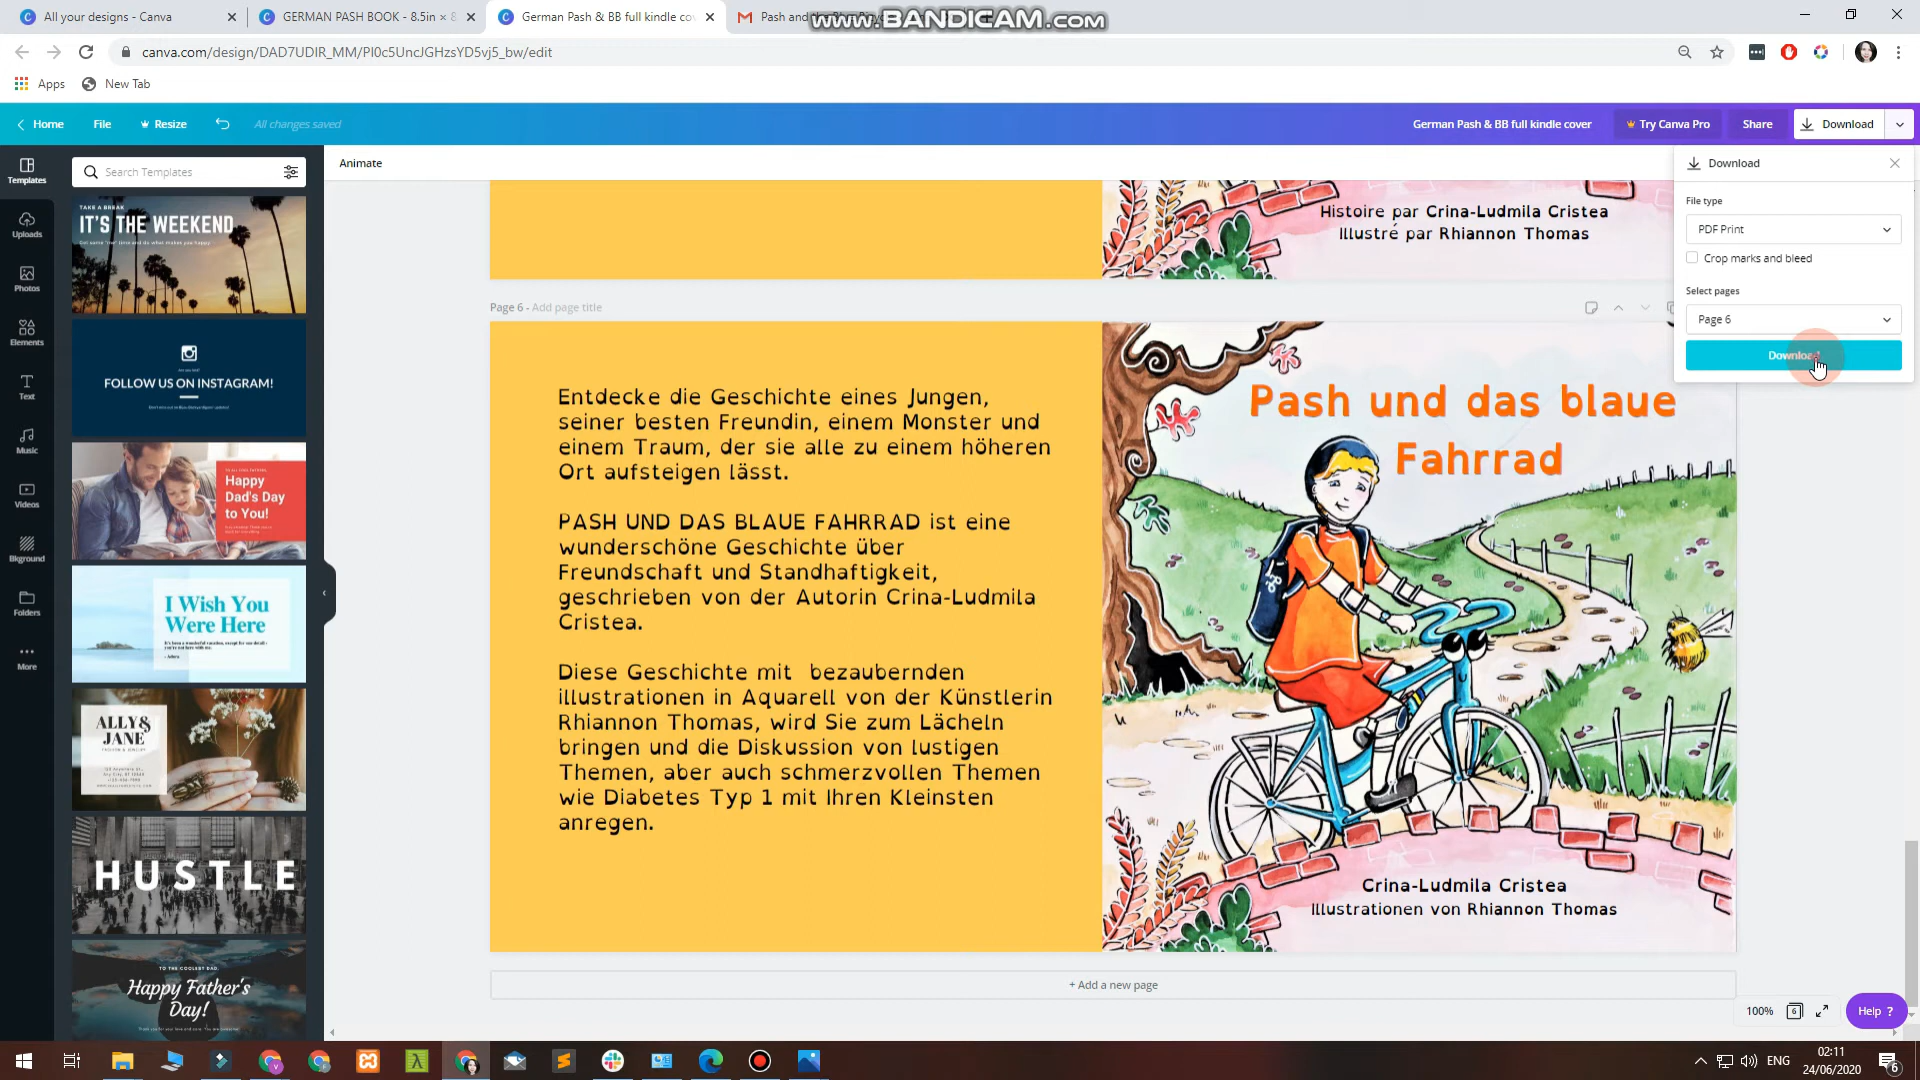 www.BANDICAM.com
All your designs - Canva
GERMAN PASH BOOK - 8.5in × 8.
German Pash & BB full kindle co
canva.com/design/DAD7UDIR_MM/PI0c5UncJGHzsYD5vj5_bw/edit
Apps
New Tab
Home
File
Resize
All changes saved
German Pash & BB full kindle cover
Try Canva Pro
Share
Download
Templates
Uploads
Photos
Elements
Text
Music
Videos
Bkground
Folders
More
Search Templates
TAKE A BREAK
IT'S THE WEEKEND
FOLLOW US ON INSTAGRAM!
Happy
Dad's Day
to You!
I Wish You
Were Here
ALLY&
JANE
HUSTLE
TO THE COOLEST DAD,
Happy Father's
Day!
Animate
Histoire par Crina-Ludmila Cristea
Illustré par Rhiannon Thomas
Page 6 - Add page title
Entdecke die Geschichte eines Jungen,
seiner besten Freundin, einem Monster und
einem Traum, der sie alle zu einem höheren
Ort aufsteigen lässt.
PASH UND DAS BLAUE FAHRRAD ist eine
wunderschöne Geschichte über
Freundschaft und Standhaftigkeit,
geschrieben von der Autorin Crina-Ludmila
Cristea.
Diese Geschichte mit bezaubernden
illustrationen in Aquarell von der Künstlerin
Rhiannon Thomas, wird Sie zum Lächeln
bringen und die Diskussion von lustigen
Themen, aber auch schmerzvollen Themen
wie Diabetes Typ 1 mit Ihren Kleinsten
anregen.
Pash und das blaue
Fahrrad
Crina-Ludmila Cristea
Illustrationen von Rhiannon Thomas
+ Add a new page
Download
File type
PDF Print
Crop marks and bleed
Select pages
Page 6
Download
100%
6
Help ?
ENG
02:11
24/06/2020
6